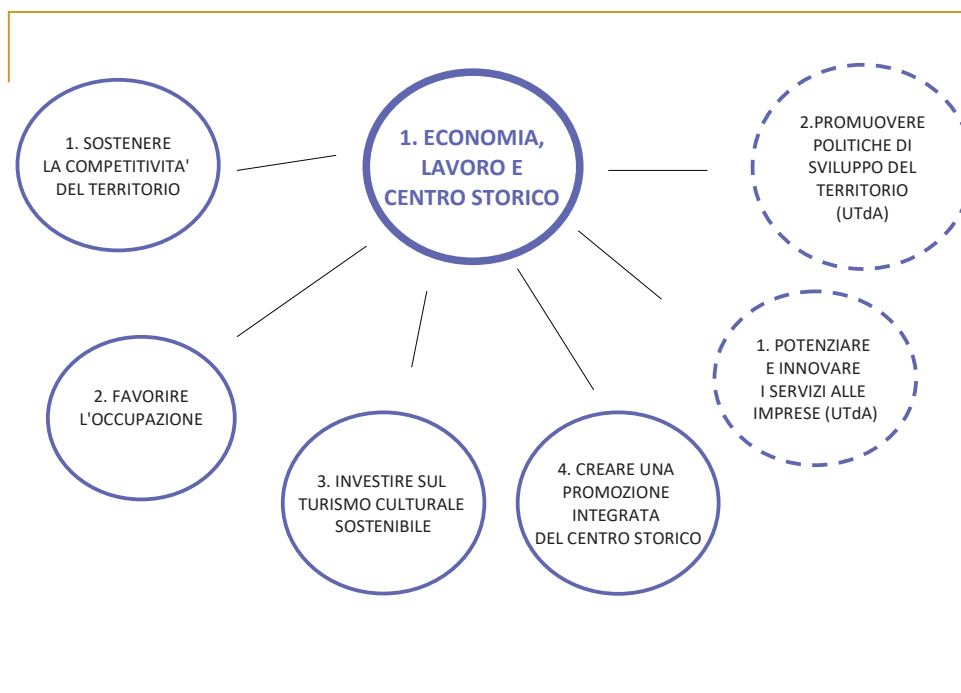 1. ECONOMIA,
LAVORO E
CENTRO STORICO
1. SOSTENERE
LA COMPETITIVITA'
DEL TERRITORIO
2. FAVORIRE
L'OCCUPAZIONE
3. INVESTIRE SUL
TURISMO CULTURALE
SOSTENIBILE
4. CREARE UNA
PROMOZIONE
INTEGRATA
DEL CENTRO STORICO
1. POTENZIARE
E INNOVARE
I SERVIZI ALLE
IMPRESE (UTdA)
2.PROMUOVERE
POLITICHE DI
SVILUPPO DEL
TERRITORIO
(UTdA)